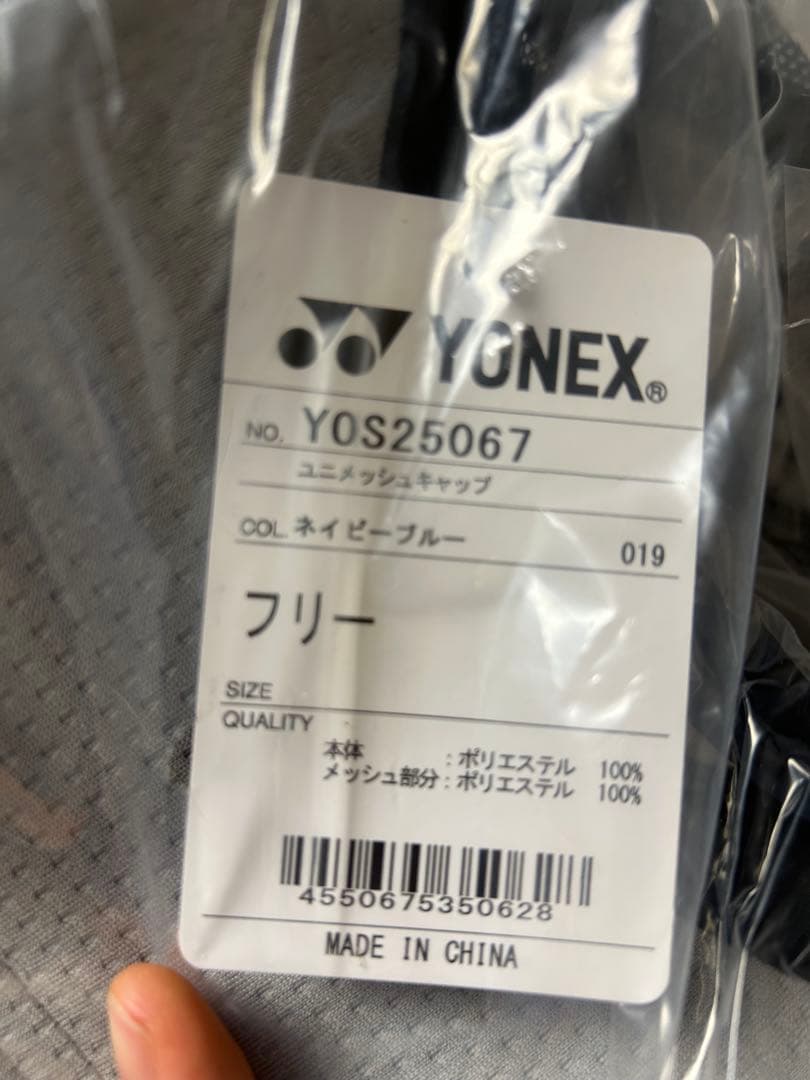 YONEX®
NO. YOS25067
ユニメッシュキャップ
COL. ネイビーブルー 019
フリー
SIZE
QUALITY
本体 : ポリエステル 100%
メッシュ部分 : ポリエステル 100%
4550675350628
MADE IN CHINA